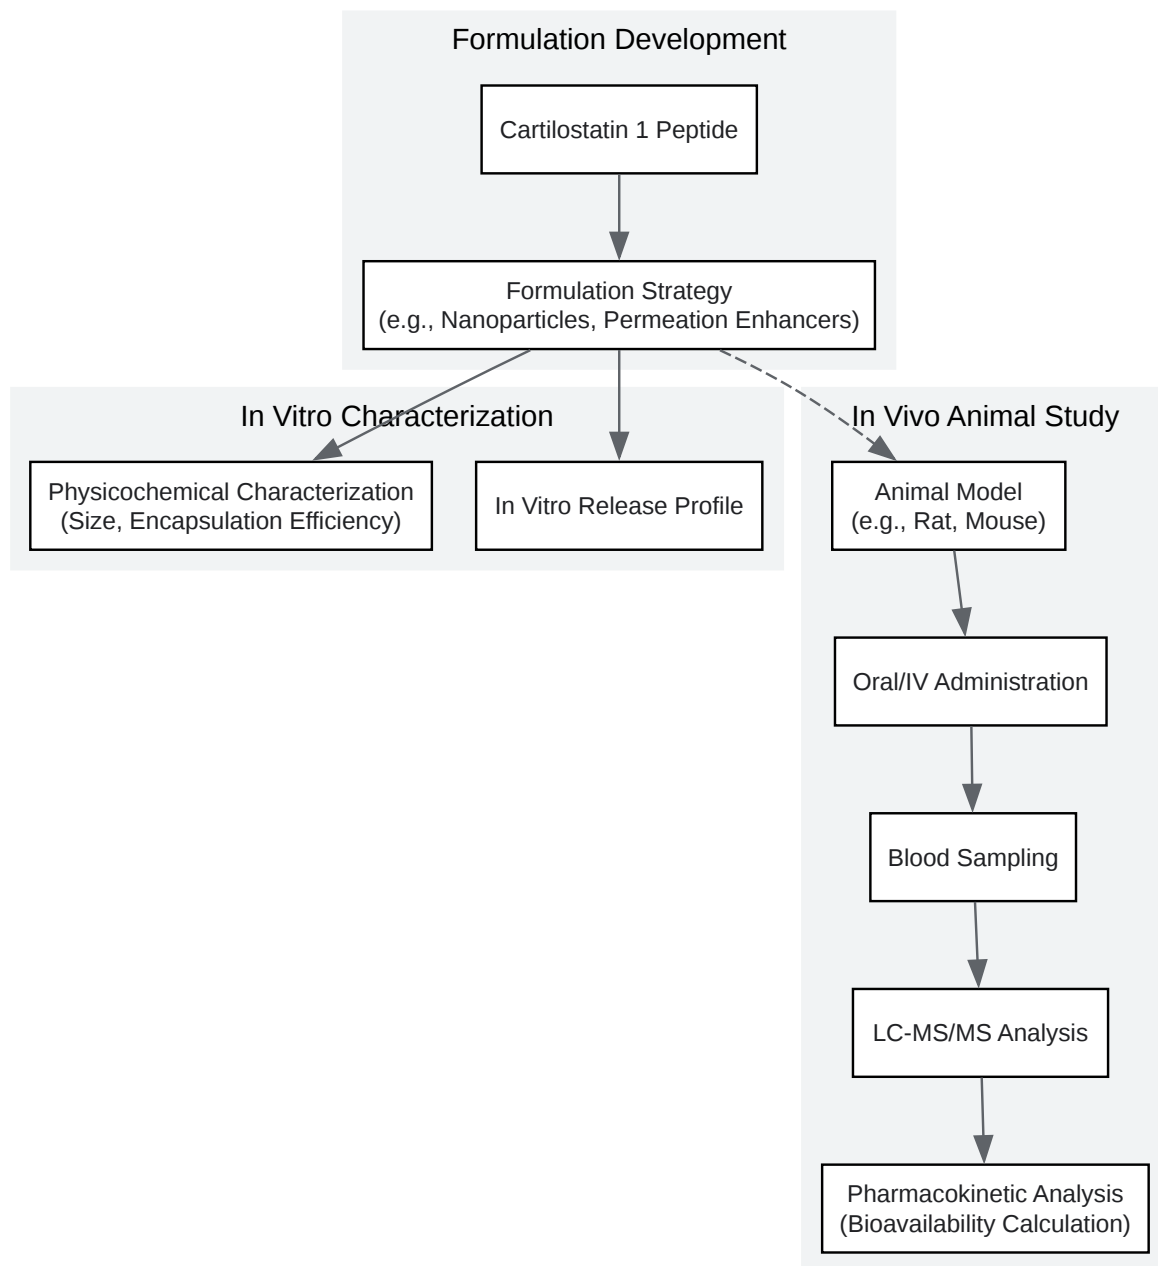 Formulation Development
Cartilostatin 1 Peptide
Formulation Strategy
(e.g., Nanoparticles, Permeation Enhancers)
In Vitro Characterization
Physicochemical Characterization
(Size, Encapsulation Efficiency)
In Vitro Release Profile
In Vivo Animal Study
Animal Model
(e.g., Rat, Mouse)
Oral/IV Administration
Blood Sampling
LC-MS/MS Analysis
Pharmacokinetic Analysis
(Bioavailability Calculation)